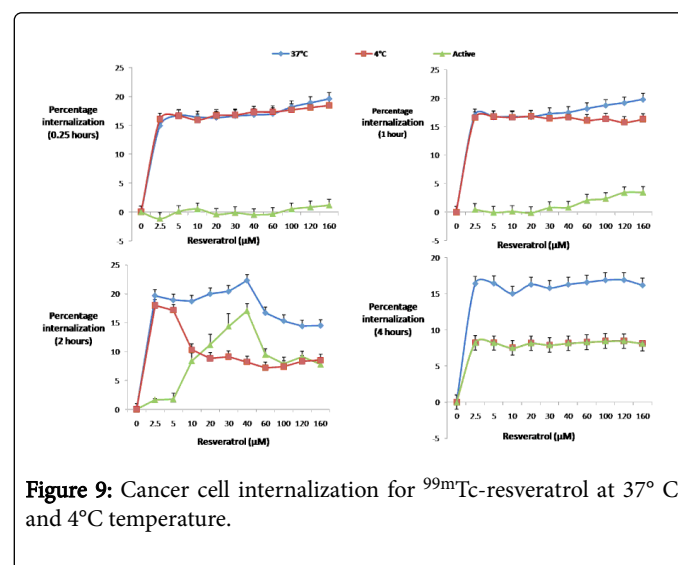 37°C 4°C Active
Percentage
internalization
(0.25 hours)
25
20
15
10
5
0
-5
0 2.5 5 10 20 30 40 60 100 120 160
Resveratrol (µM)
Percentage
internalization
(1 hour)
25
20
15
10
5
0
-5
0 2.5 5 10 20 30 40 60 100 120 160
Resveratrol (µM)
Percentage
internalization
(2 hours)
25
20
15
10
5
0
0 2.5 5 10 20 30 40 60 100 120 160
Resveratrol (µM)
Percentage
internalization
(4 hours)
20
15
10
5
0
-5
0 2.5 5 10 20 30 40 60 100 120 160
Resveratrol (µM)
Figure 9: Cancer cell internalization for 99mTc-resveratrol at 37° C
and 4°C temperature.